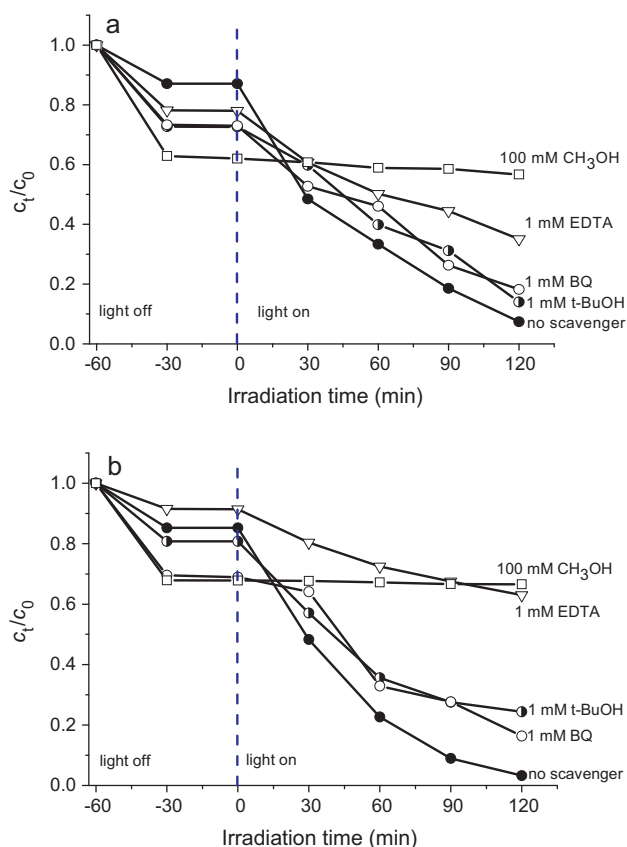 a
1.0
0.8
0.6
0.4
0.2
0.0
c_t/c_0
100 mM CH₃OH
1 mM EDTA
1 mM BQ
1 mM t-BuOH
no scavenger
light off
light on
-60 -30 0 30 60 90 120
Irradiation time (min)
b
1.0
0.8
0.6
0.4
0.2
0.0
c_t/c_0
100 mM CH₃OH
1 mM EDTA
1 mM t-BuOH
1 mM BQ
no scavenger
light off
light on
-60 -30 0 30 60 90 120
Irradiation time (min)